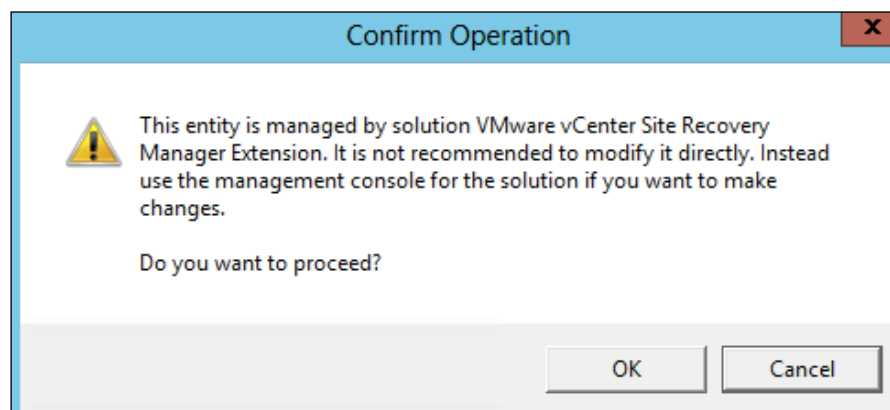 Confirm Operation
x
This entity is managed by solution VMware vCenter Site Recovery
Manager Extension. It is not recommended to modify it directly. Instead
use the management console for the solution if you want to make
changes.
Do you want to proceed?
OK
Cancel